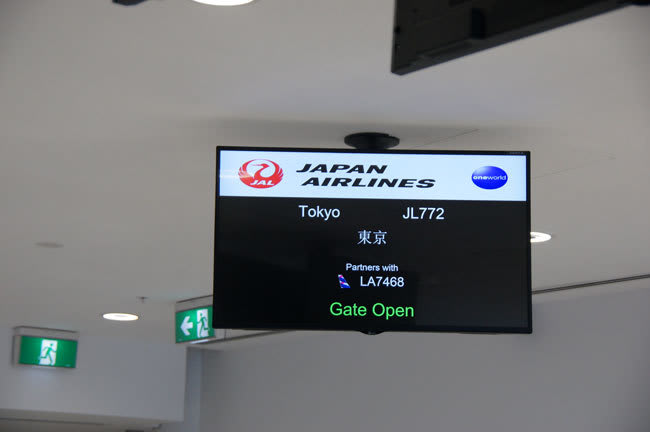 JAL
JAPAN
AIRLINES
oneworld
Tokyo JL772
東京
Partners with
LA7468
Gate Open